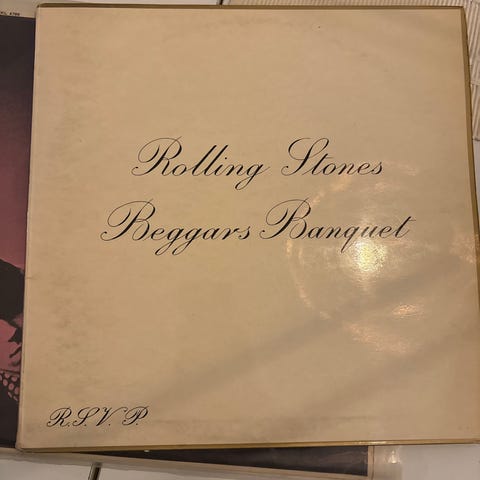 Rolling Stones
Beggars Banquet
R.S.V.P.